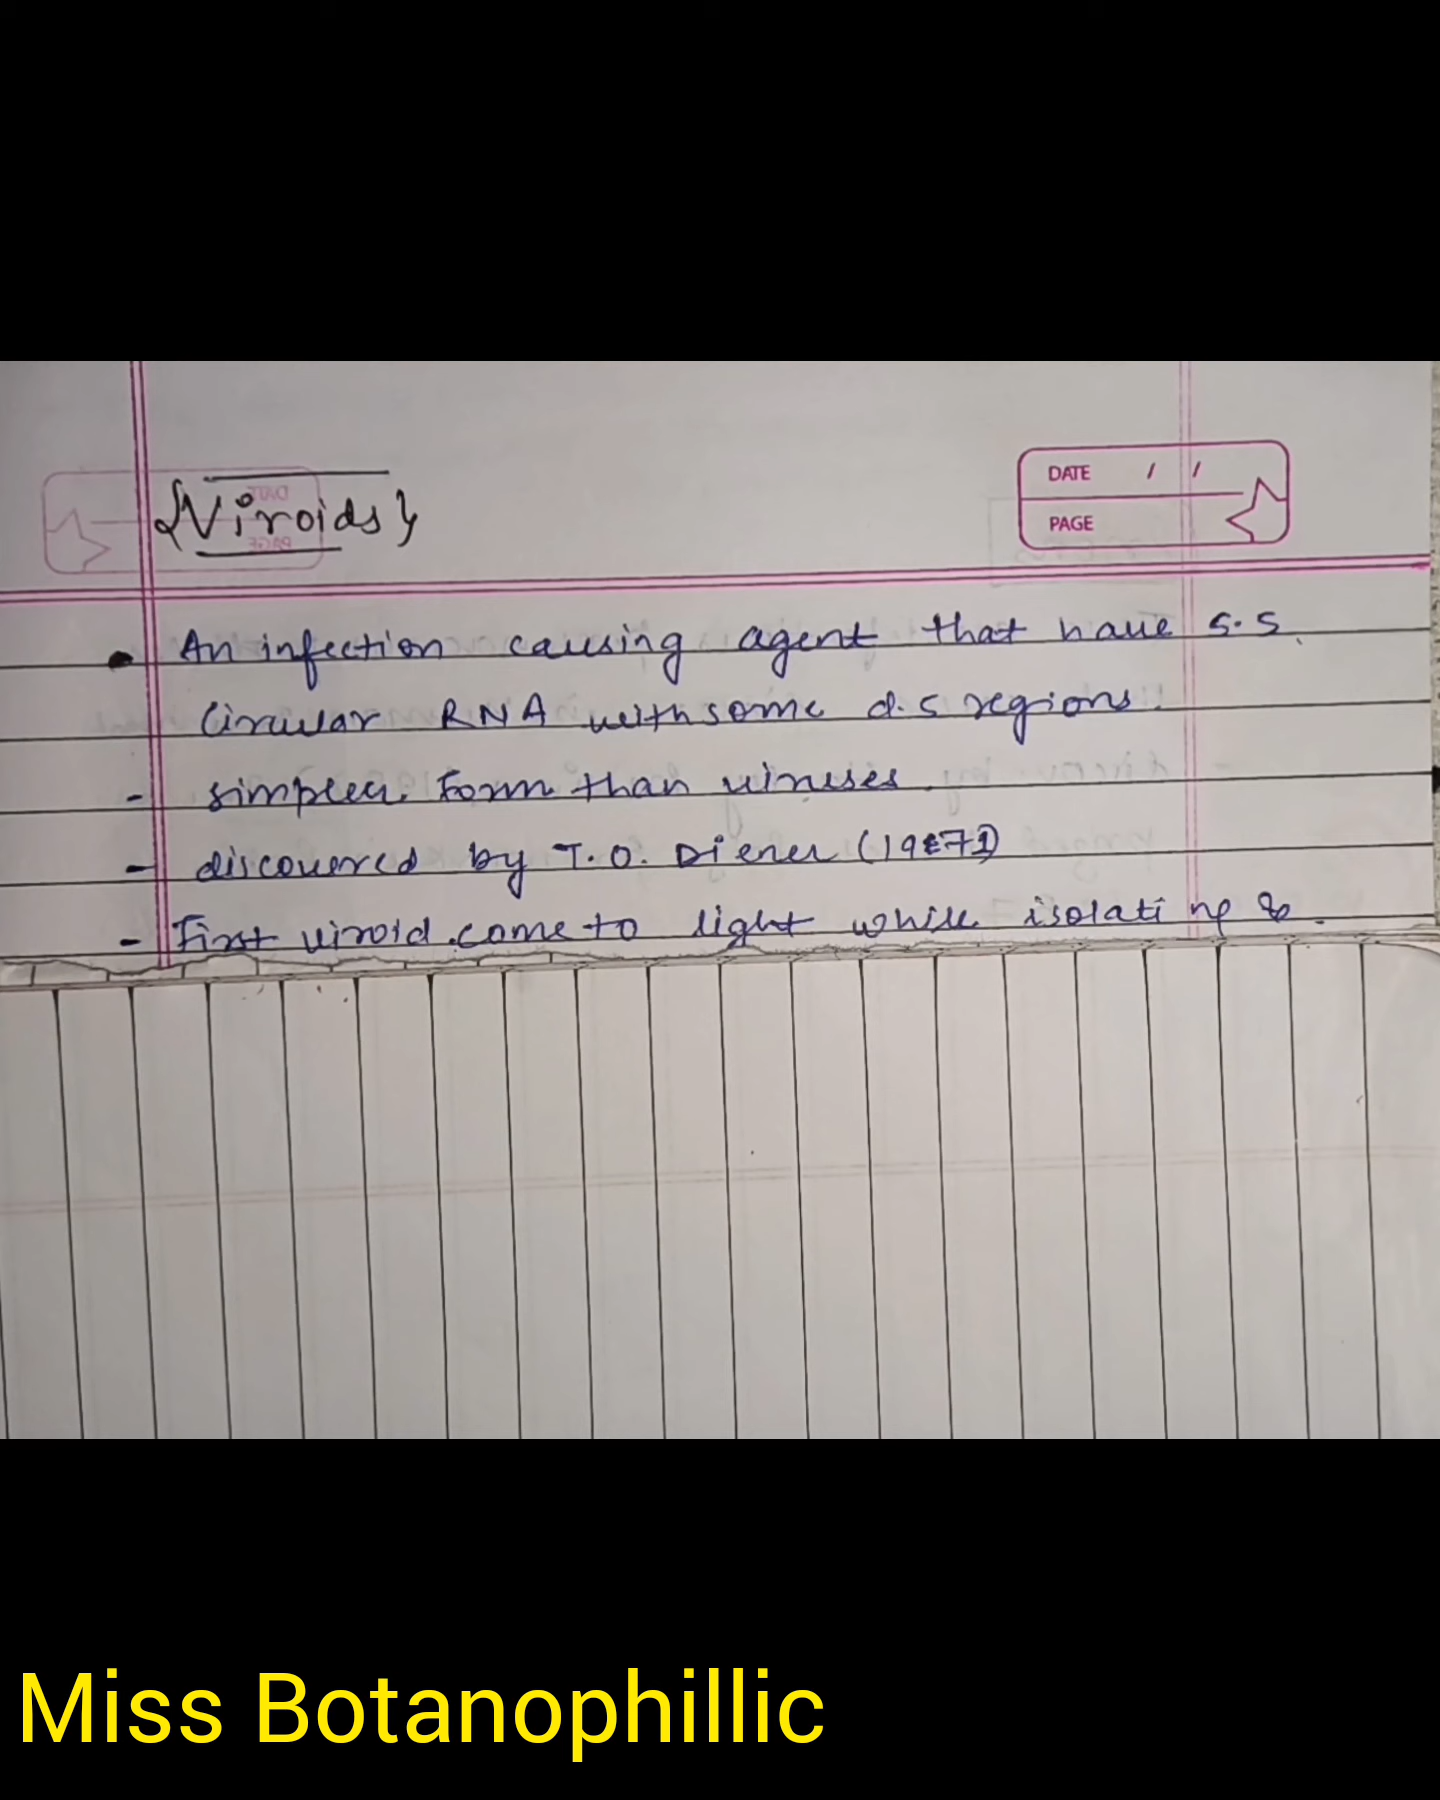 {Viroids}
DATE / /
PAGE
• An infection causing agent that have s.s.
Circular RNA with some d.s regions.
- simpler form than viruses.
- discovered by T.O. Diener (1971)
- First viroid come to light while isolating &
Miss Botanophillic